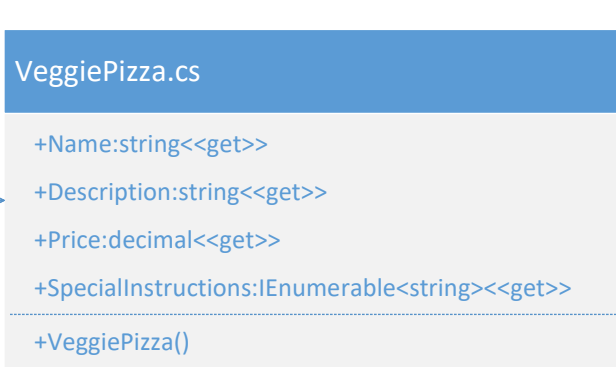 VeggiePizza.cs
+Name:string<<get>>
+Description:string<<get>>
+Price:decimal<<get>>
+SpecialInstructions:IEnumerable<string><<get>>
+VeggiePizza()